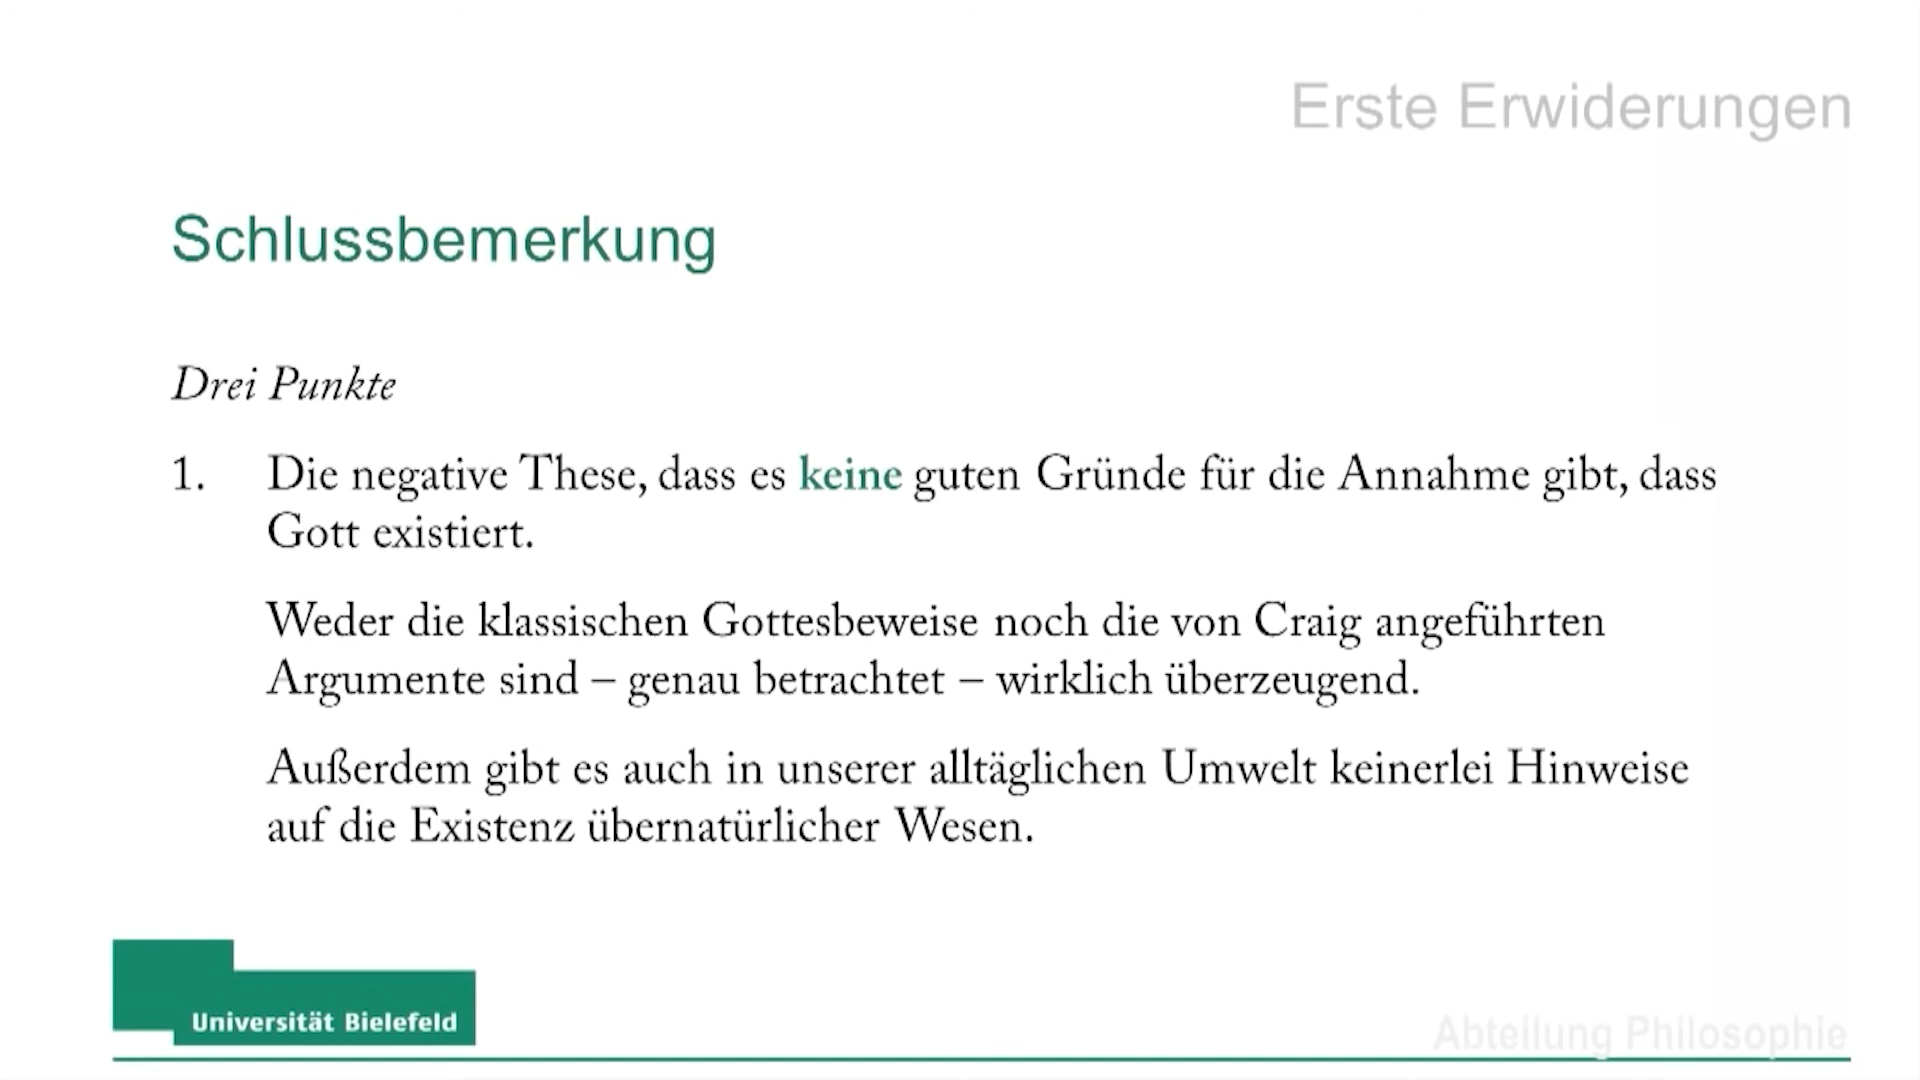 Erste Erwiderungen
Schlussbemerkung
Drei Punkte
1. Die negative These, dass es keine guten Gründe für die Annahme gibt, dass
Gott existiert.
Weder die klassischen Gottesbeweise noch die von Craig angeführten
Argumente sind – genau betrachtet – wirklich überzeugend.
Außerdem gibt es auch in unserer alltäglichen Umwelt keinerlei Hinweise
auf die Existenz übernatürlicher Wesen.
Universität Bielefeld
Abteilung Philosophie